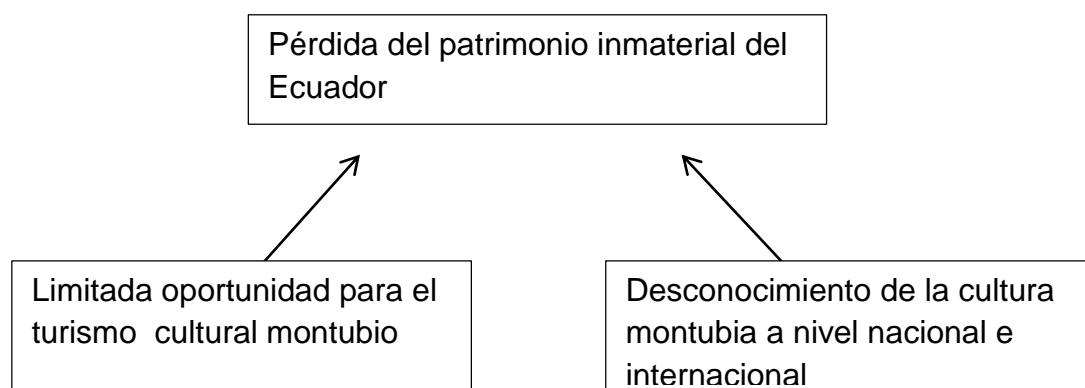 Pérdida del patrimonio inmaterial del
Ecuador
Limitada oportunidad para el
turismo cultural montubio
Desconocimiento de la cultura
montubia a nivel nacional e
internacional